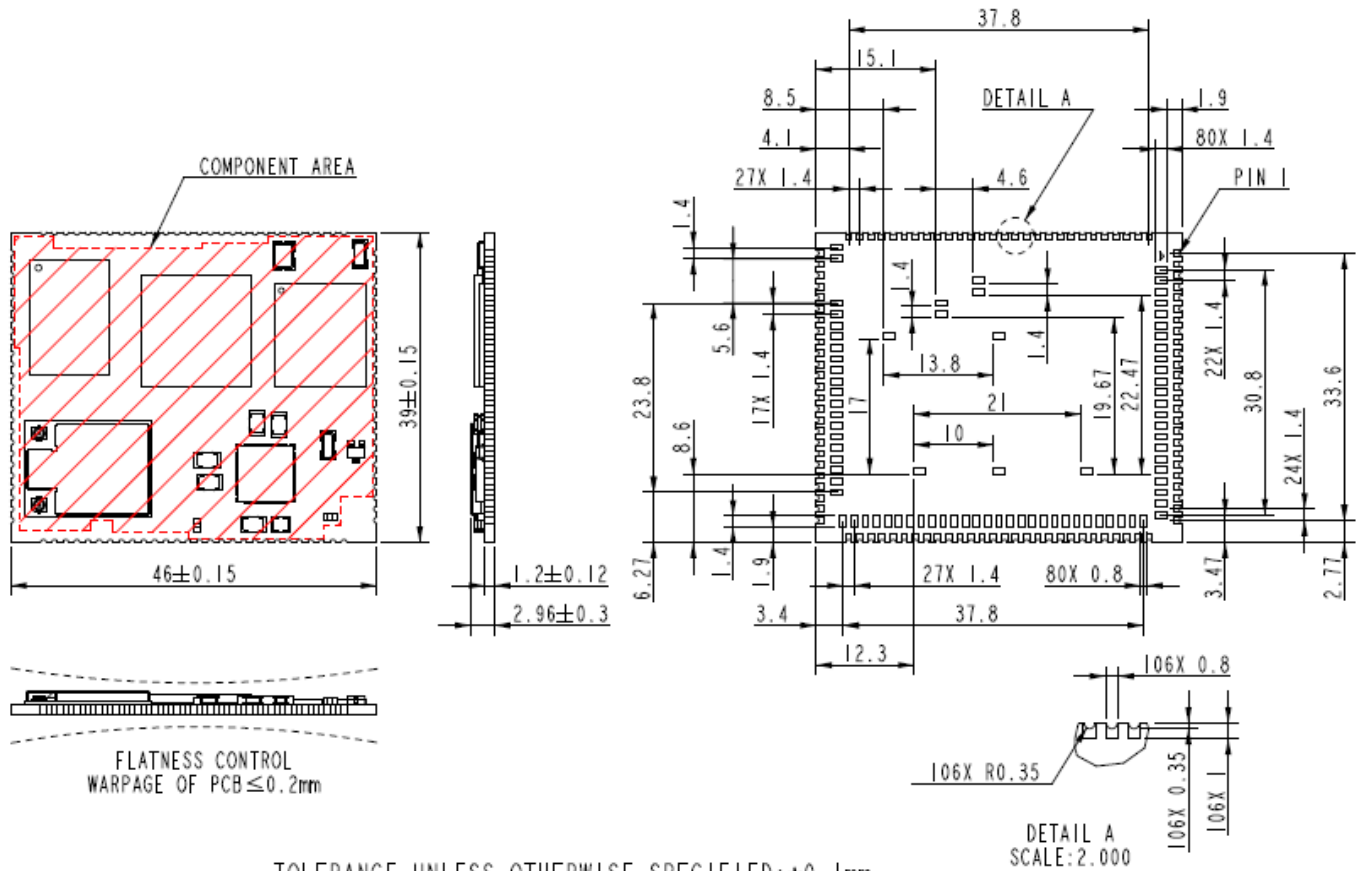 COMPONENT AREA
39±0.15
46±0.15
1.2±0.12
2.96±0.3
FLATNESS CONTROL
WARPAGE OF PCB≤0.2mm
37.8
15.1
8.5
DETAIL A
1.9
4.1
80X 1.4
27X 1.4
4.6
PIN 1
1.4
5.6
17X 1.4
23.8
8.6
1.4
13.8
1.4
17
21
10
19.67
22.47
22X 1.4
30.8
33.6
24X 1.4
6.27
1.4
1.9
27X 1.4
80X 0.8
3.47
2.77
3.4
37.8
12.3
106X 0.8
106X R0.35
106X 0.35
106X 1
DETAIL A
SCALE:2.000
TOLERANCE UNLESS OTHERWISE SPECIFIED:±0.1mm